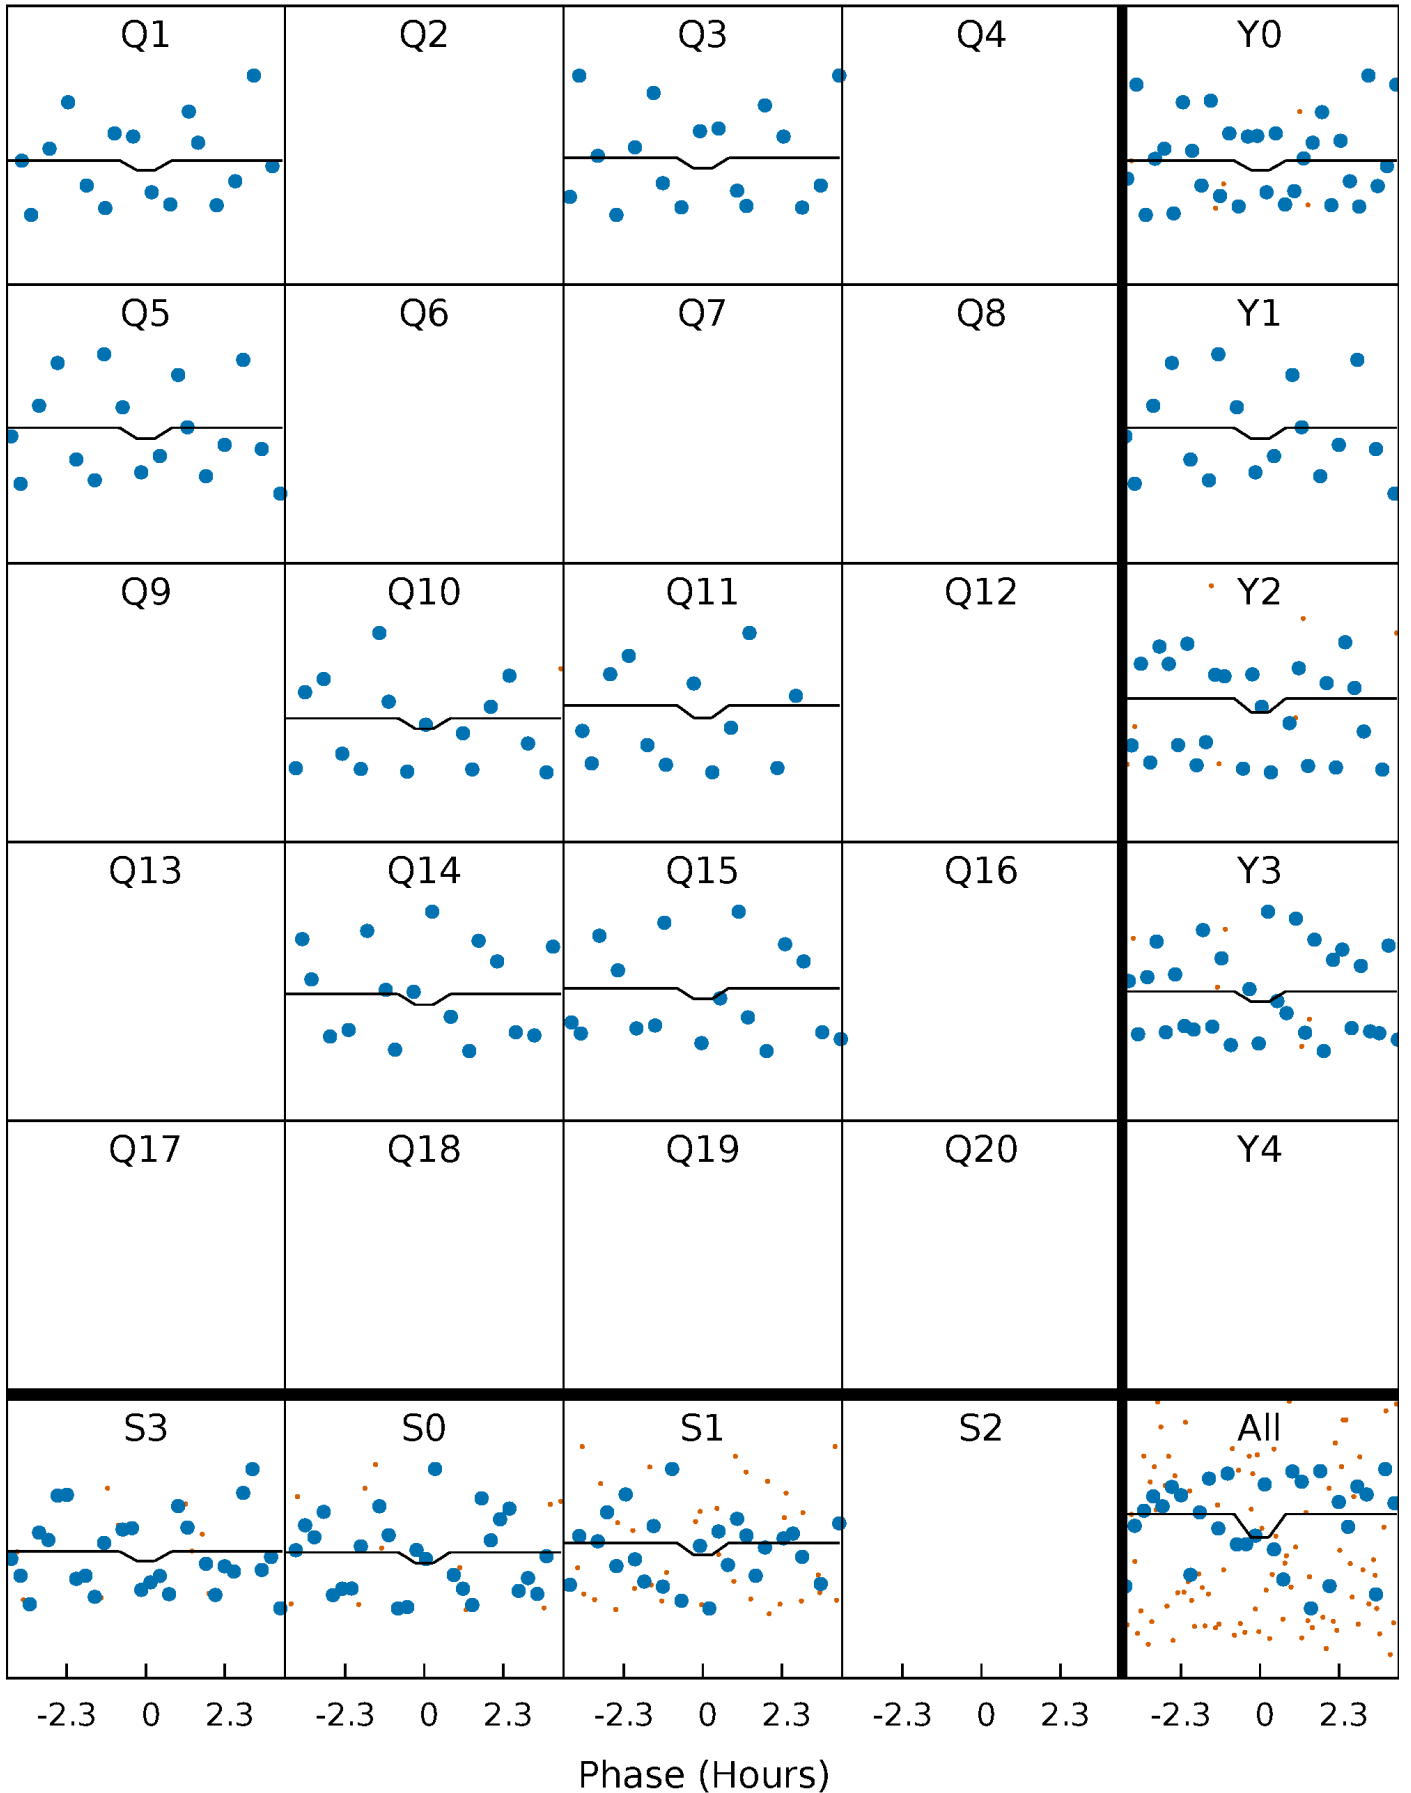 Q1 Q2 Q3 Q4 Y0
Q5 Q6 Q7 Q8 Y1
Q9 Q10 Q11 Q12 Y2
Q13 Q14 Q15 Q16 Y3
Q17 Q18 Q19 Q20 Y4
S3 S0 S1 S2 All
-2.3 0 2.3 -2.3 0 2.3 -2.3 0 2.3 -2.3 0 2.3 -2.3 0 2.3
Phase (Hours)